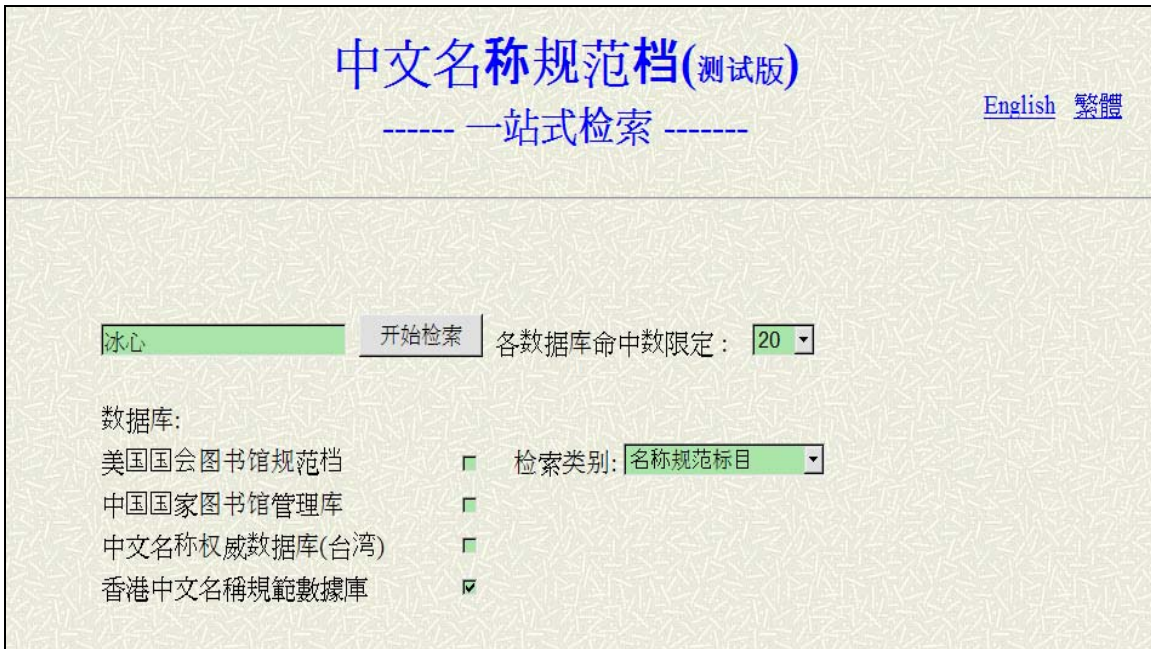 中文名称规范档(测试版)
------ 一站式检索 -------
English 繁體
冰心 开始检索 各数据库命中数限定： 20
数据库:
美国国会图书馆规范档 检索类别: 名称规范标目
中国国家图书馆管理库
中文名称权威数据库(台湾)
香港中文名稱規範數據庫